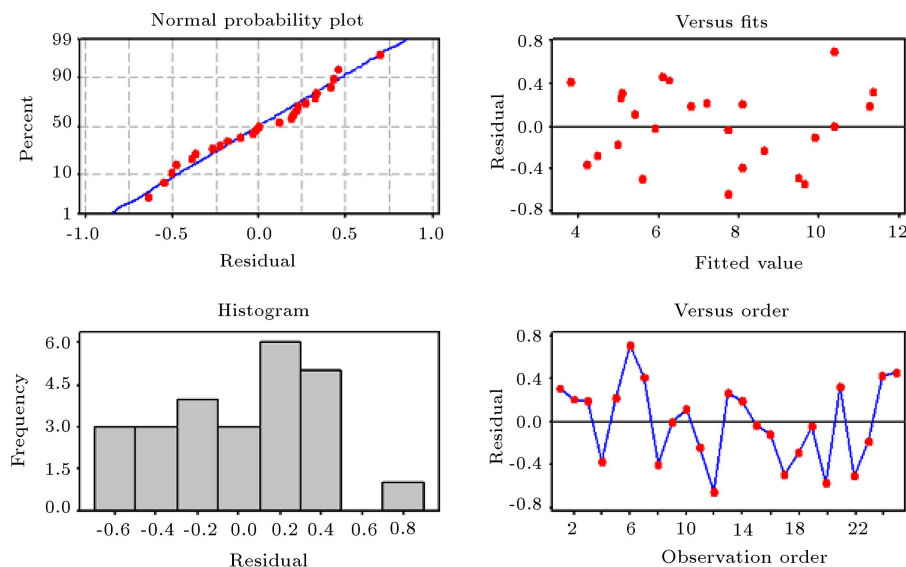 Normal probability plot
99
90
50
10
1
Percent
-1.0 -0.5 0.0 0.5 1.0
Residual
Versus fits
0.4
0.0
-0.4
-0.8
Residual
4 6 8 10 12
Fitted value
Histogram
6.0
4.5
3.0
1.5
0.0
Frequency
-0.6 -0.4 -0.2 0.0 0.2 0.4 0.8
Residual
Versus order
0.8
0.4
0.0
-0.4
-0.8
Residual
2 6 10 14 18 22
Observation order